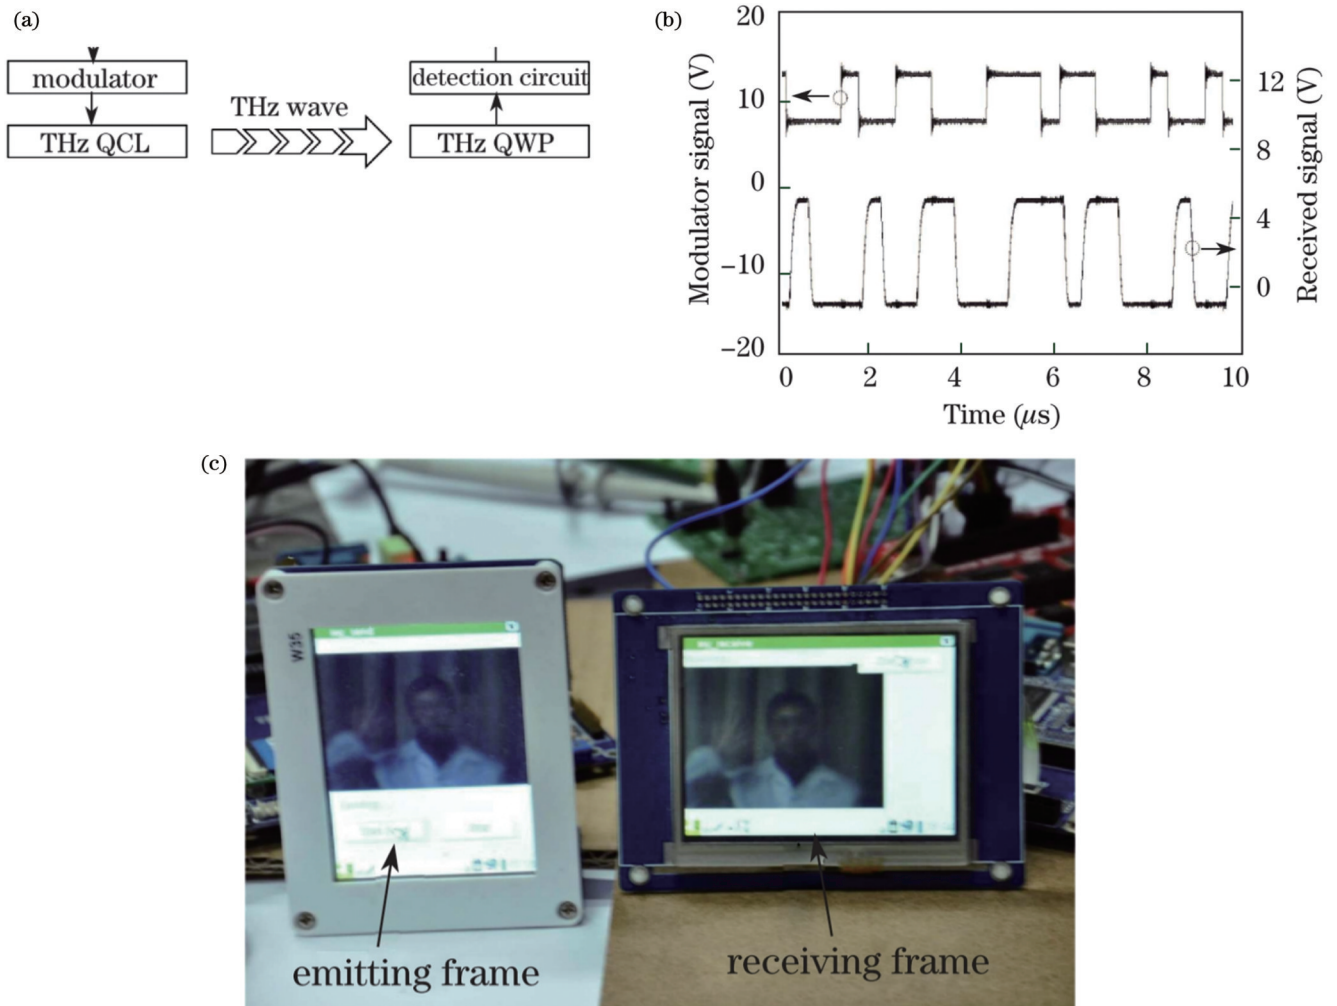 (a)
modulator
THz QCL
THz wave
detection circuit
THz QWP
(b)
Modulator signal (V)
20
10
0
−10
−20
12
8
4
0
Received signal (V)
0 2 4 6 8 10
Time (μs)
(c)
W35
emitting frame
receiving frame